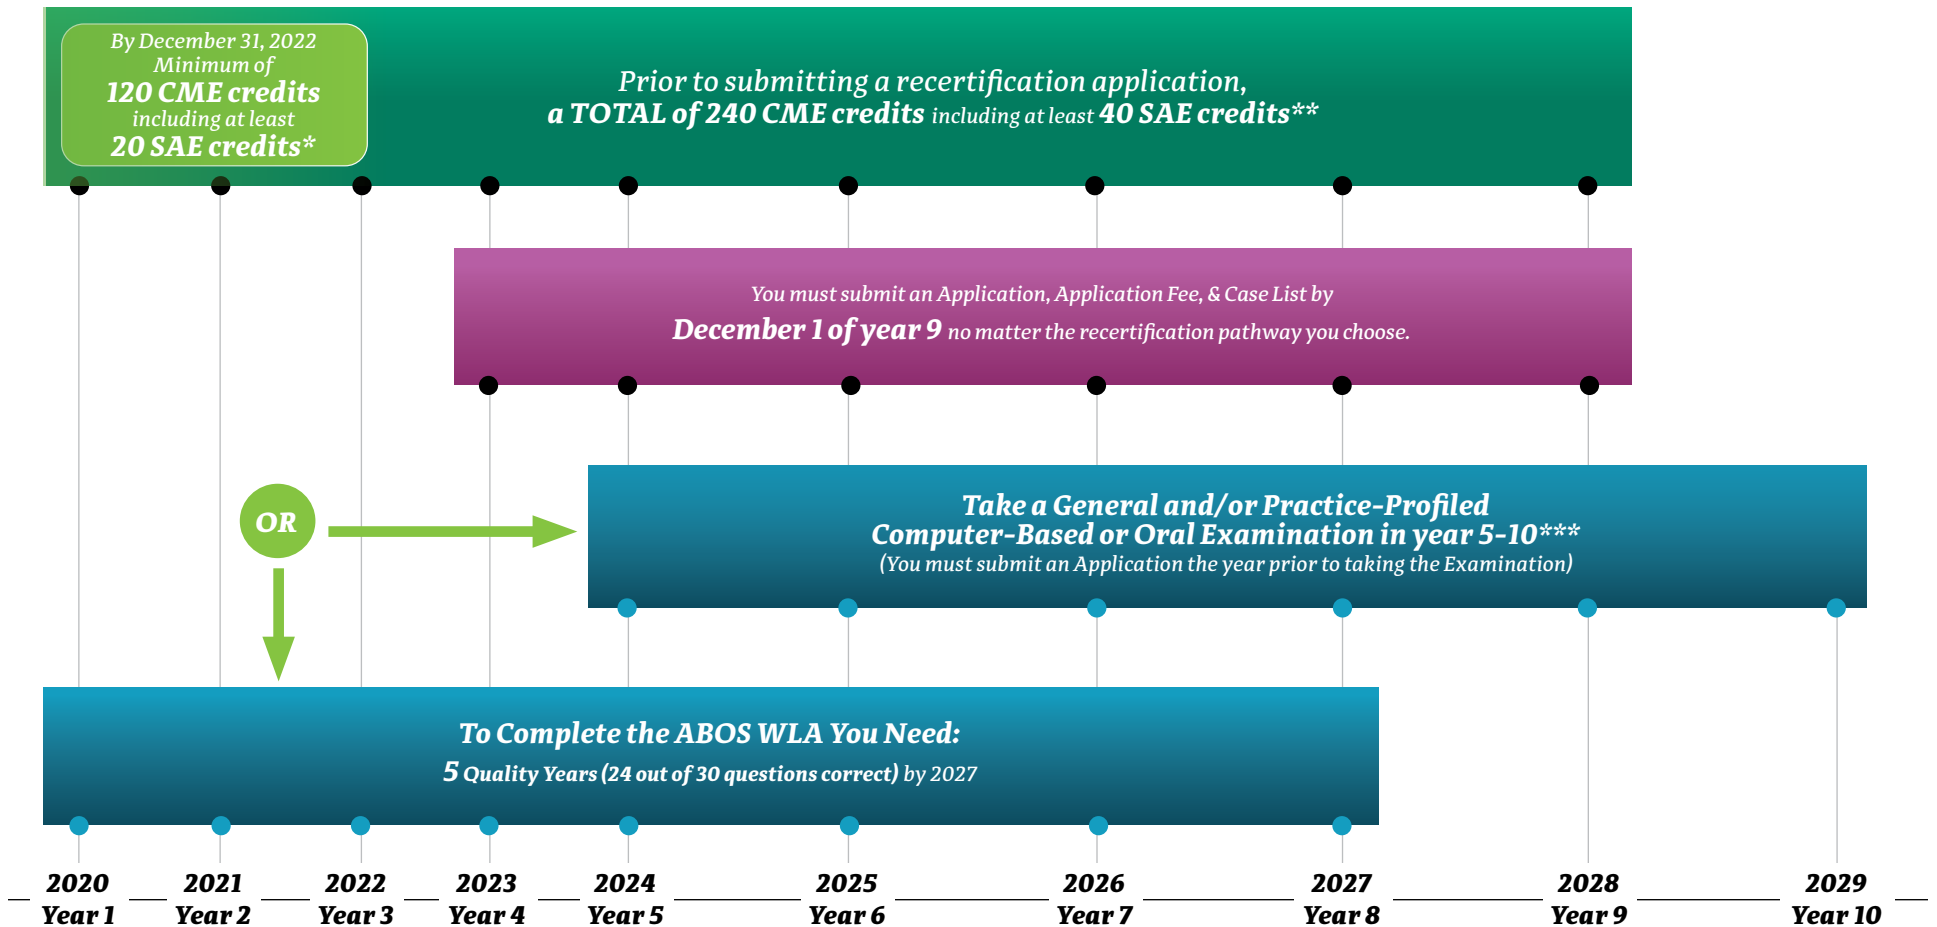 By December 31, 2022
Minimum of
120 CME credits
including at least
20 SAE credits*
Prior to submitting a recertification application,
a TOTAL of 240 CME credits including at least 40 SAE credits**
You must submit an Application, Application Fee, & Case List by
December 1 of year 9 no matter the recertification pathway you choose.
OR
Take a General and/or Practice-Profiled
Computer-Based or Oral Examination in year 5-10***
(You must submit an Application the year prior to taking the Examination)
To Complete the ABOS WLA You Need:
5 Quality Years (24 out of 30 questions correct) by 2027
2020 2021 2022 2023 2024 2025 2026 2027 2028 2029
Year 1 Year 2 Year 3 Year 4 Year 5 Year 6 Year 7 Year 8 Year 9 Year 10